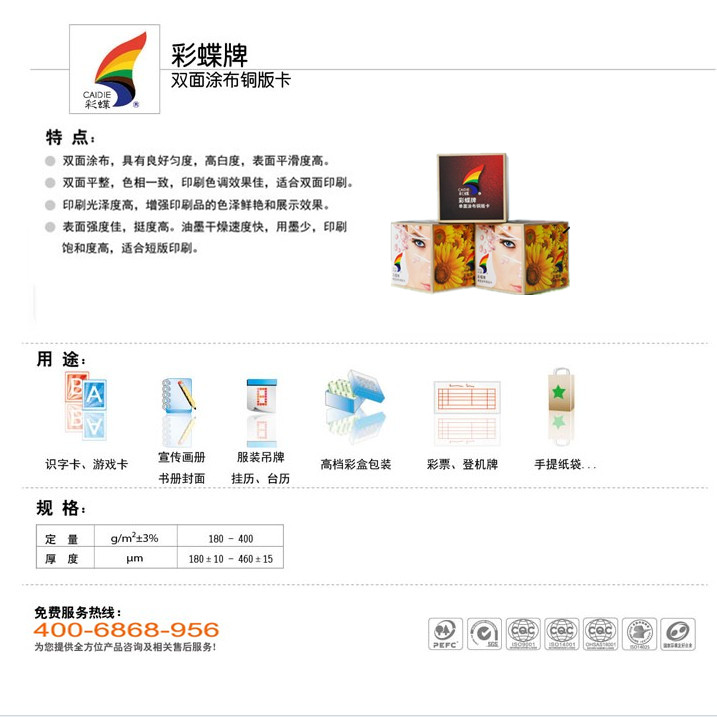 CAIDIE
彩蝶
®
彩蝶牌
双面涂布铜版卡
特 点:
双面涂布，具有良好匀度，高白度，表面平滑度高。
双面平整，色相一致，印刷色调效果佳，适合双面印刷。
印刷光泽度高，增强印刷品的色泽鲜艳和展示效果。
表面强度佳，挺度高。油墨干燥速度快，用墨少，印刷
饱和度高，适合短版印刷。
CAIDIE
彩蝶
彩蝶牌
单面涂布铜版卡
彩蝶牌
彩蝶牌
用 途:
B A
识字卡、游戏卡
宣传画册
书册封面
服装吊牌
挂历、台历
高档彩盒包装
彩票、登机牌
手提纸袋...
规 格:
定 量 g/m²±3% 180 - 400
厚 度 μm 180±10 - 460±15
免费服务热线:
400-6868-956
为您提供全方位产品咨询及相关售后服务!
PEFC
SGS
CQC ISO9001
CQC ISO14001
CQC OHSAS18001